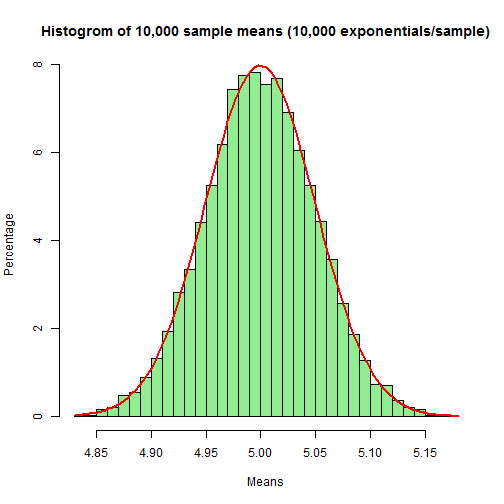 Histogrom of 10,000 sample means (10,000 exponentials/sample)
Percentage
8
6
4
2
0
4.85 4.90 4.95 5.00 5.05 5.10 5.15
Means